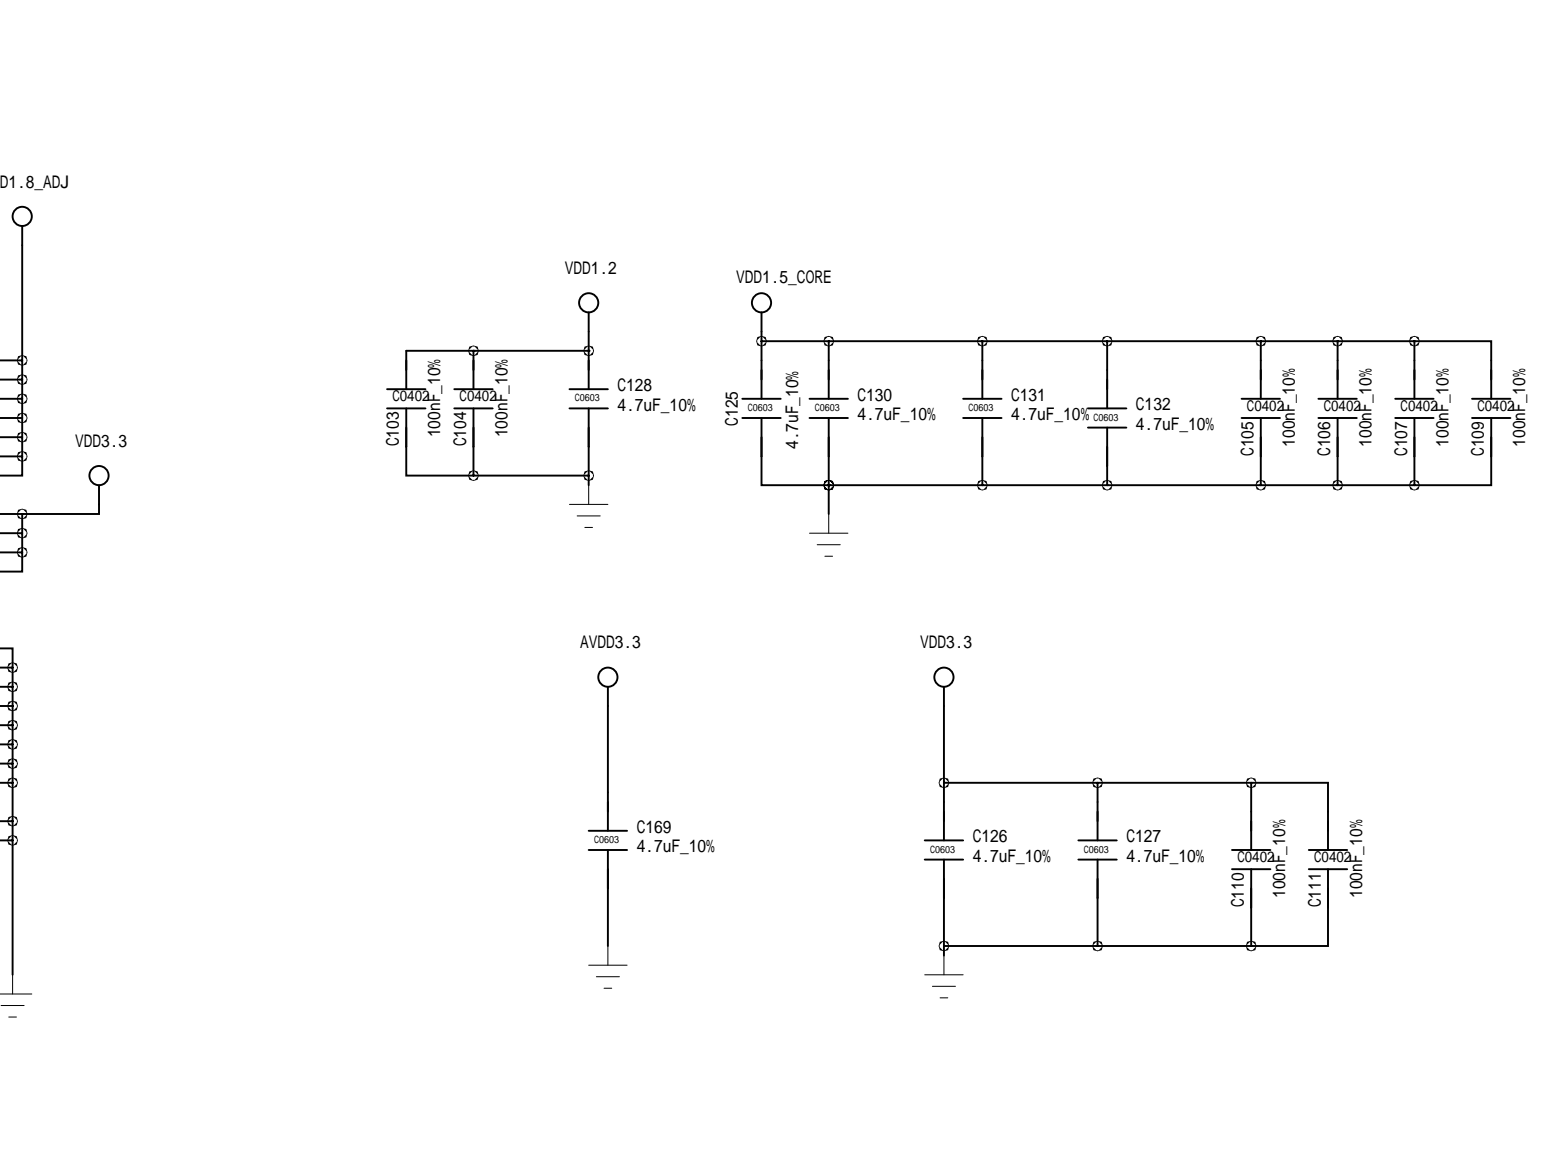 D1.8_ADJ
VDD3.3
VDD1.2
C103
C0402
100nF_10%
C104
C0402
100nF_10%
C128
C0603
4.7uF_10%
VDD1.5_CORE
C125
C0603
4.7uF_10%
C130
C0603
4.7uF_10%
C131
C0603
4.7uF_10%
C132
C0603
4.7uF_10%
C105
C0402
100nF_10%
C106
C0402
100nF_10%
C107
C0402
100nF_10%
C109
C0402
100nF_10%
AVDD3.3
C169
C0603
4.7uF_10%
VDD3.3
C126
C0603
4.7uF_10%
C127
C0603
4.7uF_10%
C110
C0402
100nF_10%
C111
C0402
100nF_10%